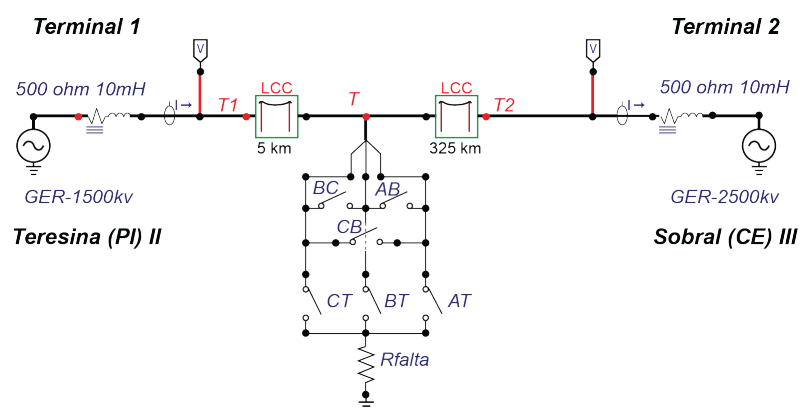 Terminal 1
Terminal 2
V
V
500 ohm 10mH
I
T1
LCC
T
LCC
T2
I
500 ohm 10mH
5 km
325 km
GER-1500kv
GER-2500kv
BC
AB
Teresina (PI) II
CB
Sobral (CE) III
CT
BT
AT
Rfalta